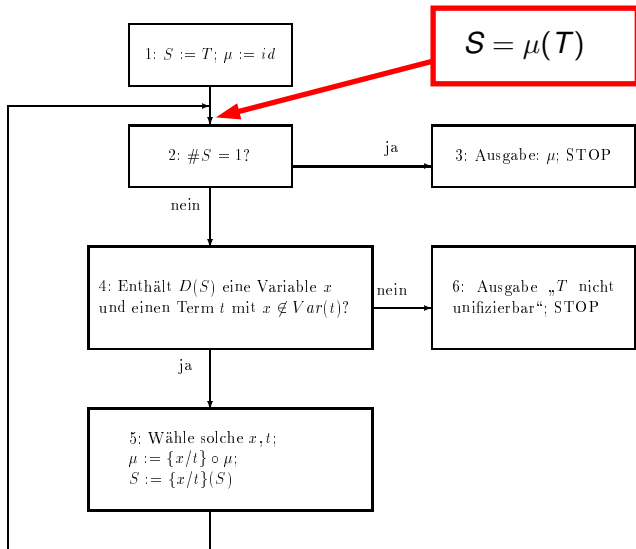 S = μ(T)
1: S := T; μ := id
2: #S = 1?
ja
3: Ausgabe: μ; STOP
nein
4: Enthält D(S) eine Variable x
und einen Term t mit x ∉ Var(t)?
nein
6: Ausgabe „T nicht
unifizierbar“; STOP
ja
5: Wähle solche x, t;
μ := {x/t} ∘ μ;
S := {x/t}(S)